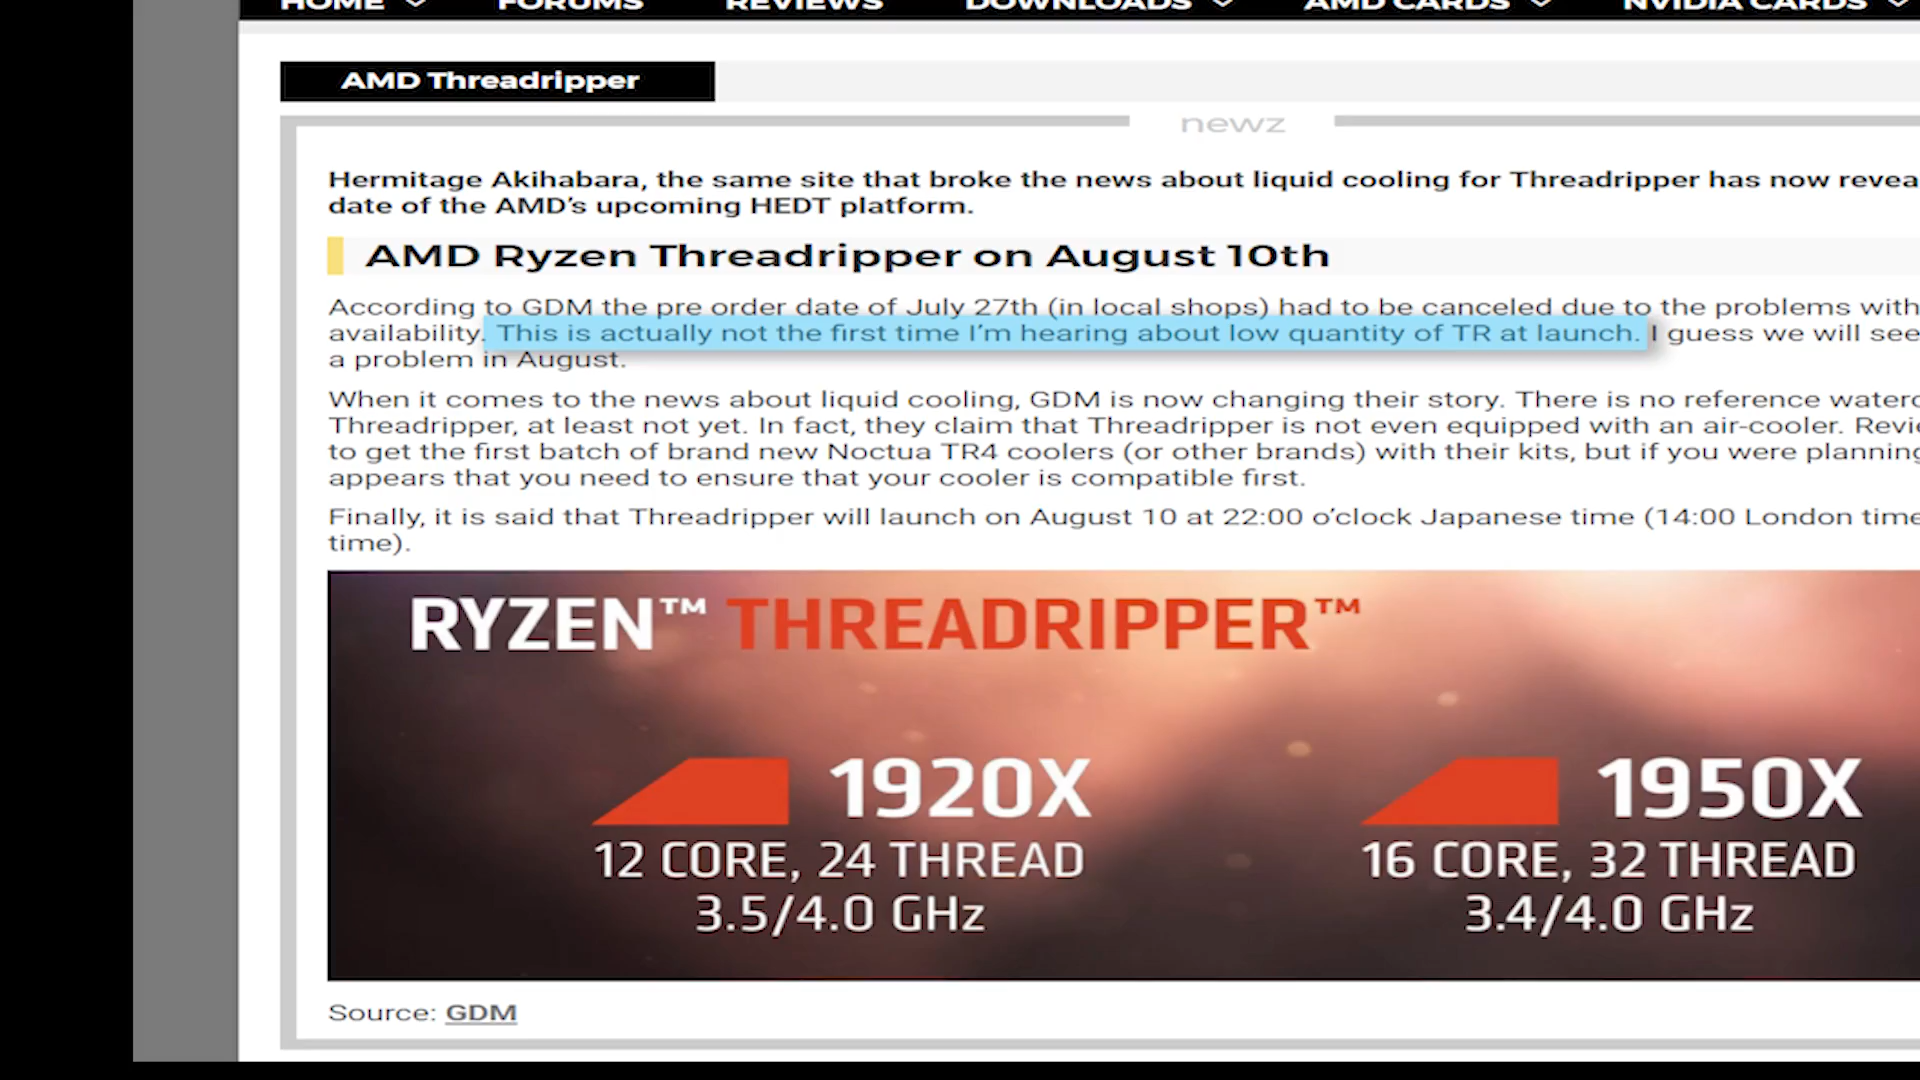 HOME FORUMS REVIEWS DOWNLOADS AMD CARDS NVIDIA CARDS
AMD Threadripper
newz
Hermitage Akihabara, the same site that broke the news about liquid cooling for Threadripper has now
date of the AMD's upcoming HEDT platform.
AMD Ryzen Threadripper on August 10th
According to GDM the pre order date of July 27th (in local shops) had to be canceled due to the problems with
availability. This is actually not the first time I'm hearing about low quantity of TR at launch. I guess we will see
a problem in August.
When it comes to the news about liquid cooling, GDM is now changing their story. There is no reference
Threadripper, at least not yet. In fact, they claim that Threadripper is not even equipped with an air-cooler.
to get the first batch of brand new Noctua TR4 coolers (or other brands) with their kits, but if you were planning
appears that you need to ensure that your cooler is compatible first.
Finally, it is said that Threadripper will launch on August 10 at 22:00 o'clock Japanese time (14:00 London time
time).
RYZEN™ THREADRIPPER™
1920X 1950X
12 CORE, 24 THREAD 16 CORE, 32 THREAD
3.5/4.0 GHz 3.4/4.0 GHz
Source: GDM